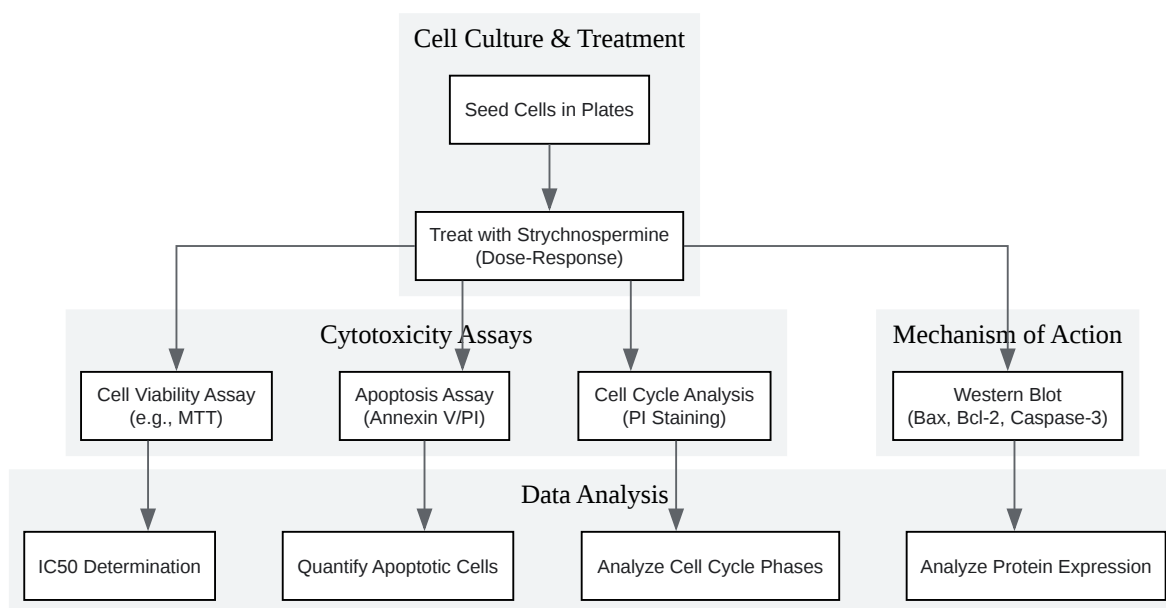 Cell Culture & Treatment
Seed Cells in Plates
Treat with Strychnospermine
(Dose-Response)
Cytotoxicity Assays
Mechanism of Action
Cell Viability Assay
(e.g., MTT)
Apoptosis Assay
(Annexin V/PI)
Cell Cycle Analysis
(PI Staining)
Western Blot
(Bax, Bcl-2, Caspase-3)
Data Analysis
IC50 Determination
Quantify Apoptotic Cells
Analyze Cell Cycle Phases
Analyze Protein Expression